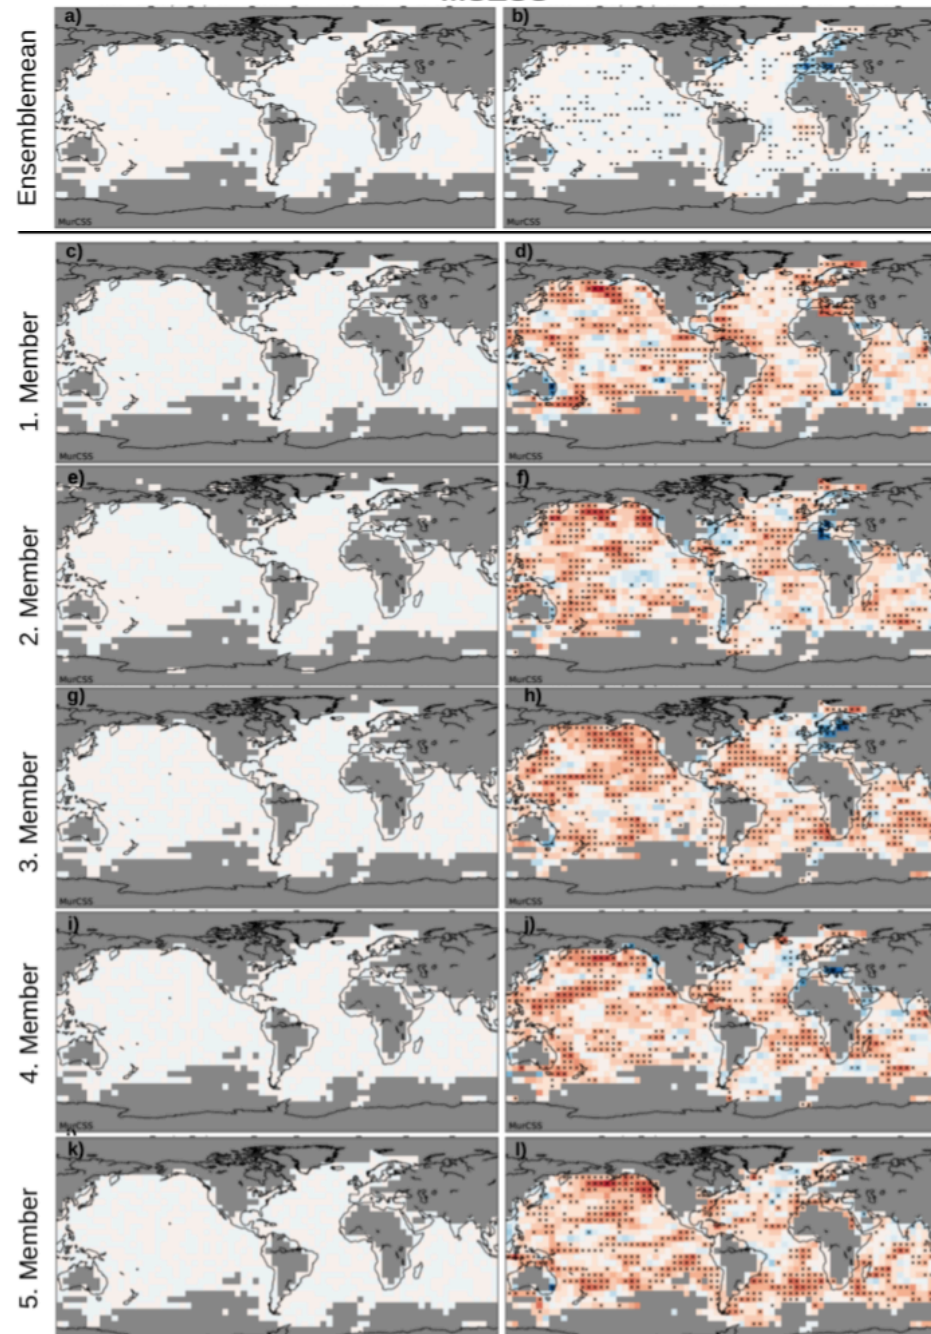 a)
b)
Ensemblemean
MurCSS
c)
d)
1. Member
MurCSS
e)
f)
2. Member
MurCSS
g)
h)
3. Member
MurCSS
i)
j)
4. Member
MurCSS
k)
l)
5. Member